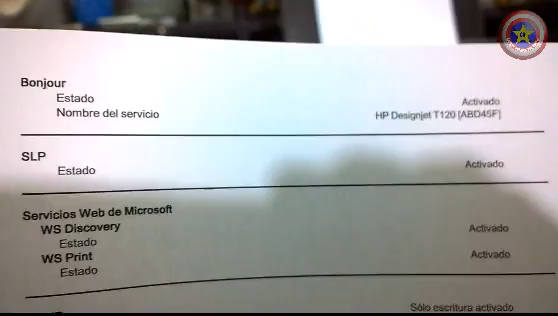 Bonjour
Estado Activado
Nombre del servicio HP Designjet T120 [ABD45F]
SLP
Estado Activado
Servicios Web de Microsoft
WS Discovery
Estado Activado
WS Print
Estado Activado
Sólo escritura activado